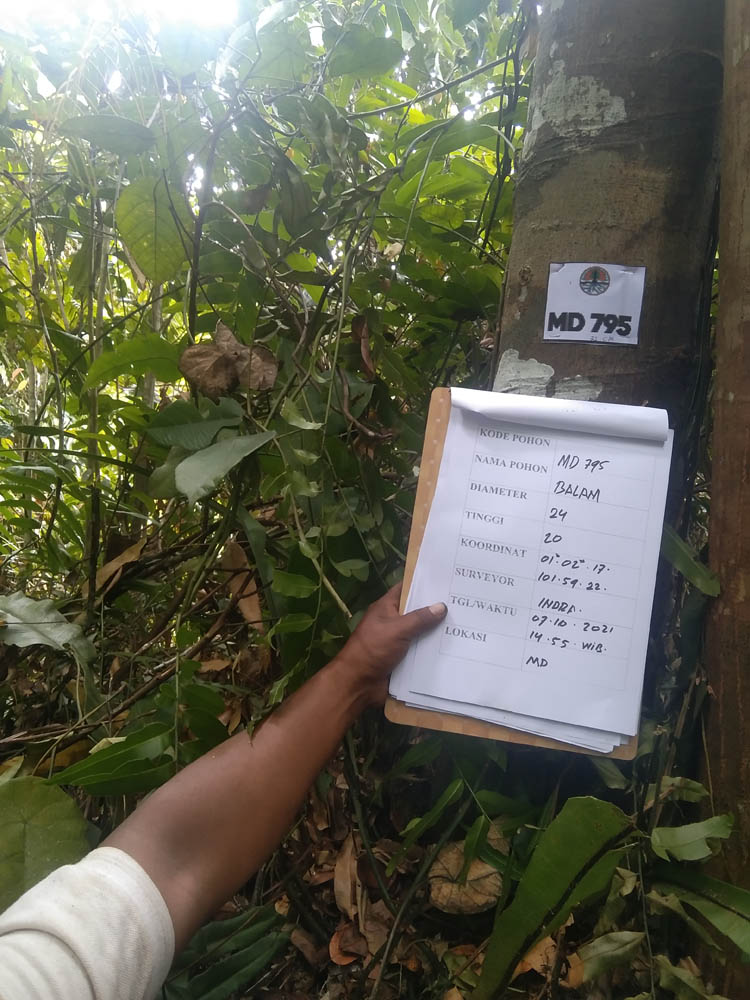 MD 795
KODE POHON
NAMA POHON MD 795
DIAMETER BALAM
TINGGI 24
KOORDINAT 20
01°.02".17.
SURVEYOR 101.59.22.
TGL/WAKTU INDRA.
07.10.2021
LOKASI 14.55 WIB.
MD